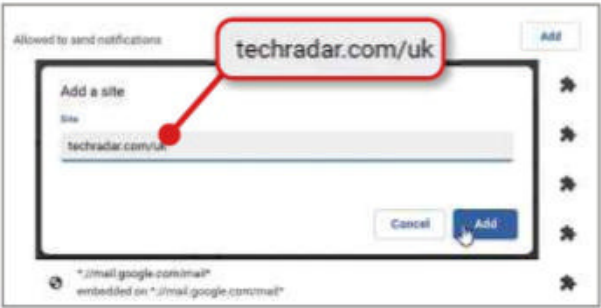 Allowed to send notifications
Add
techradar.com/uk
Add a site
Site
techradar.com/uk
Cancel
Add
*://mail.google.com/mail*
embedded on *://mail.google.com/mail*